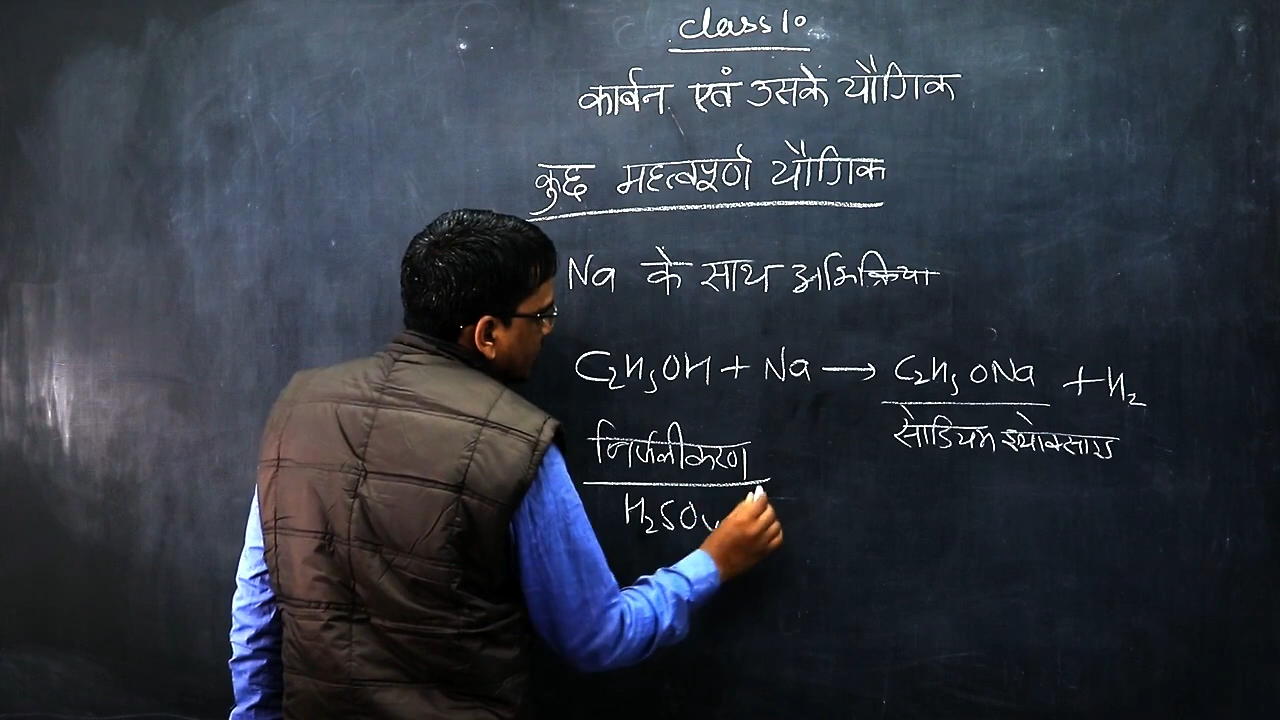 class 10
कार्बन एवं उसके यौगिक
कुछ महत्वपूर्ण यौगिक
Na के साथ अभिक्रिया
C₂H₅OH + Na → C₂H₅ONa + H₂
सोडियम इथोक्साइड
निर्जलीकरण
H₂SO₄